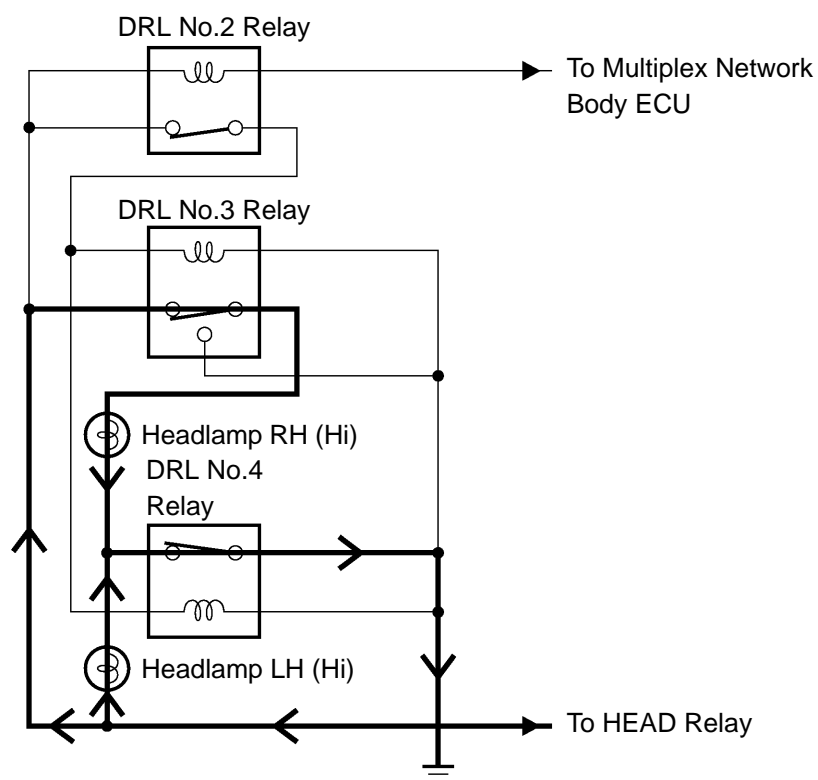 DRL No.2 Relay
To Multiplex Network
Body ECU
DRL No.3 Relay
Headlamp RH (Hi)
DRL No.4
Relay
Headlamp LH (Hi)
To HEAD Relay